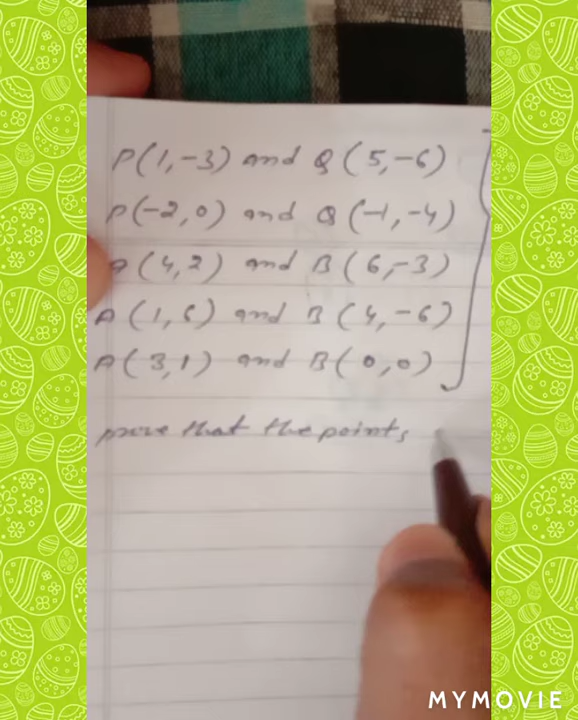 P(1,-3) and Q(5,-6)
P(-2,0) and Q(-1,-4)
(4,2) and B(6,-3)
A(1,6) and B(4,-6)
A(3,1) and B(0,0)
prove that the points
MYMOVIE